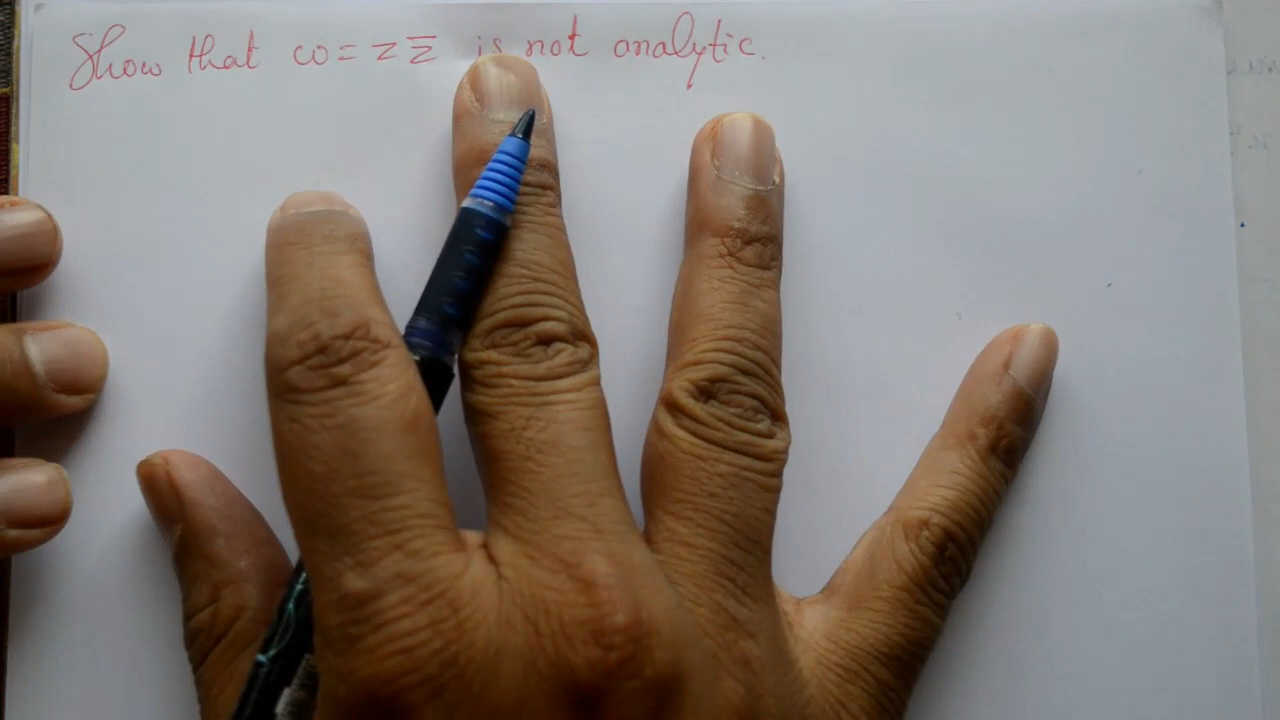 Show that w = z z̅ is not analytic.